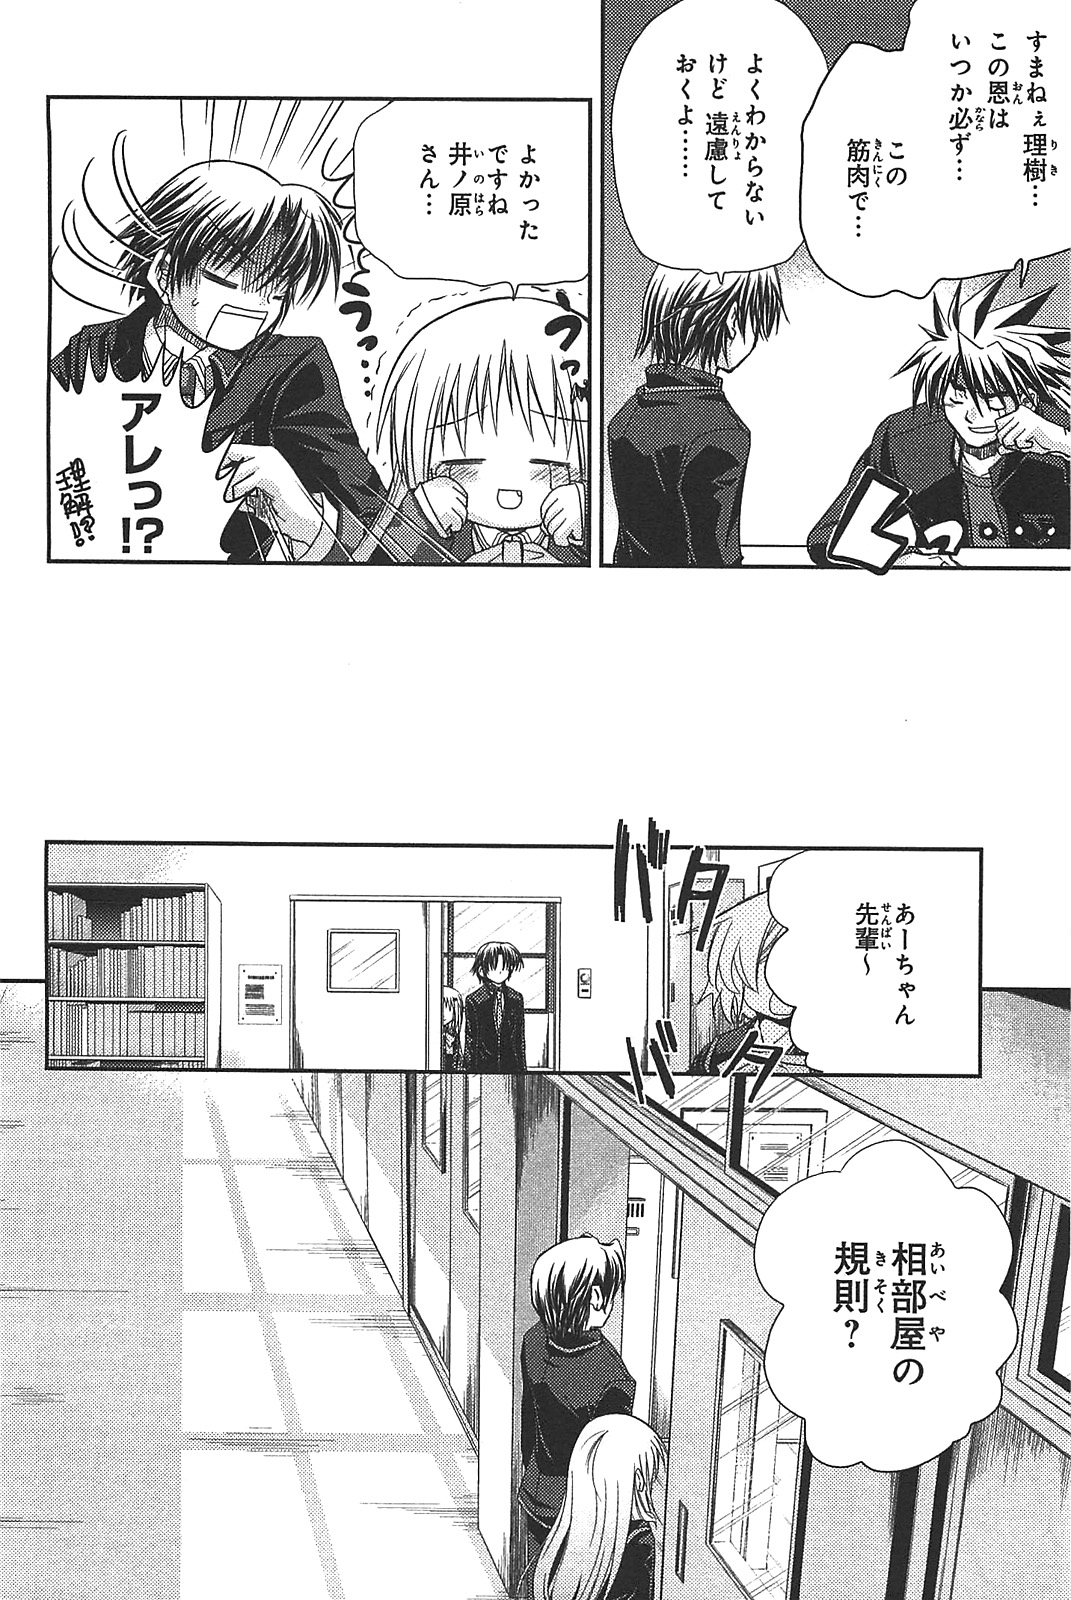 すまねぇ理樹…
この恩は
いつか必ず…
この
筋肉で…
よくわからない
けど 遠慮して
おくよ……
ビッ
よかった
ですね
井ノ原
さん…
うっ
うっ
アレっ!?
理解!?
あーちゃん
先輩~
バタ
バタ
相部屋の
規則?